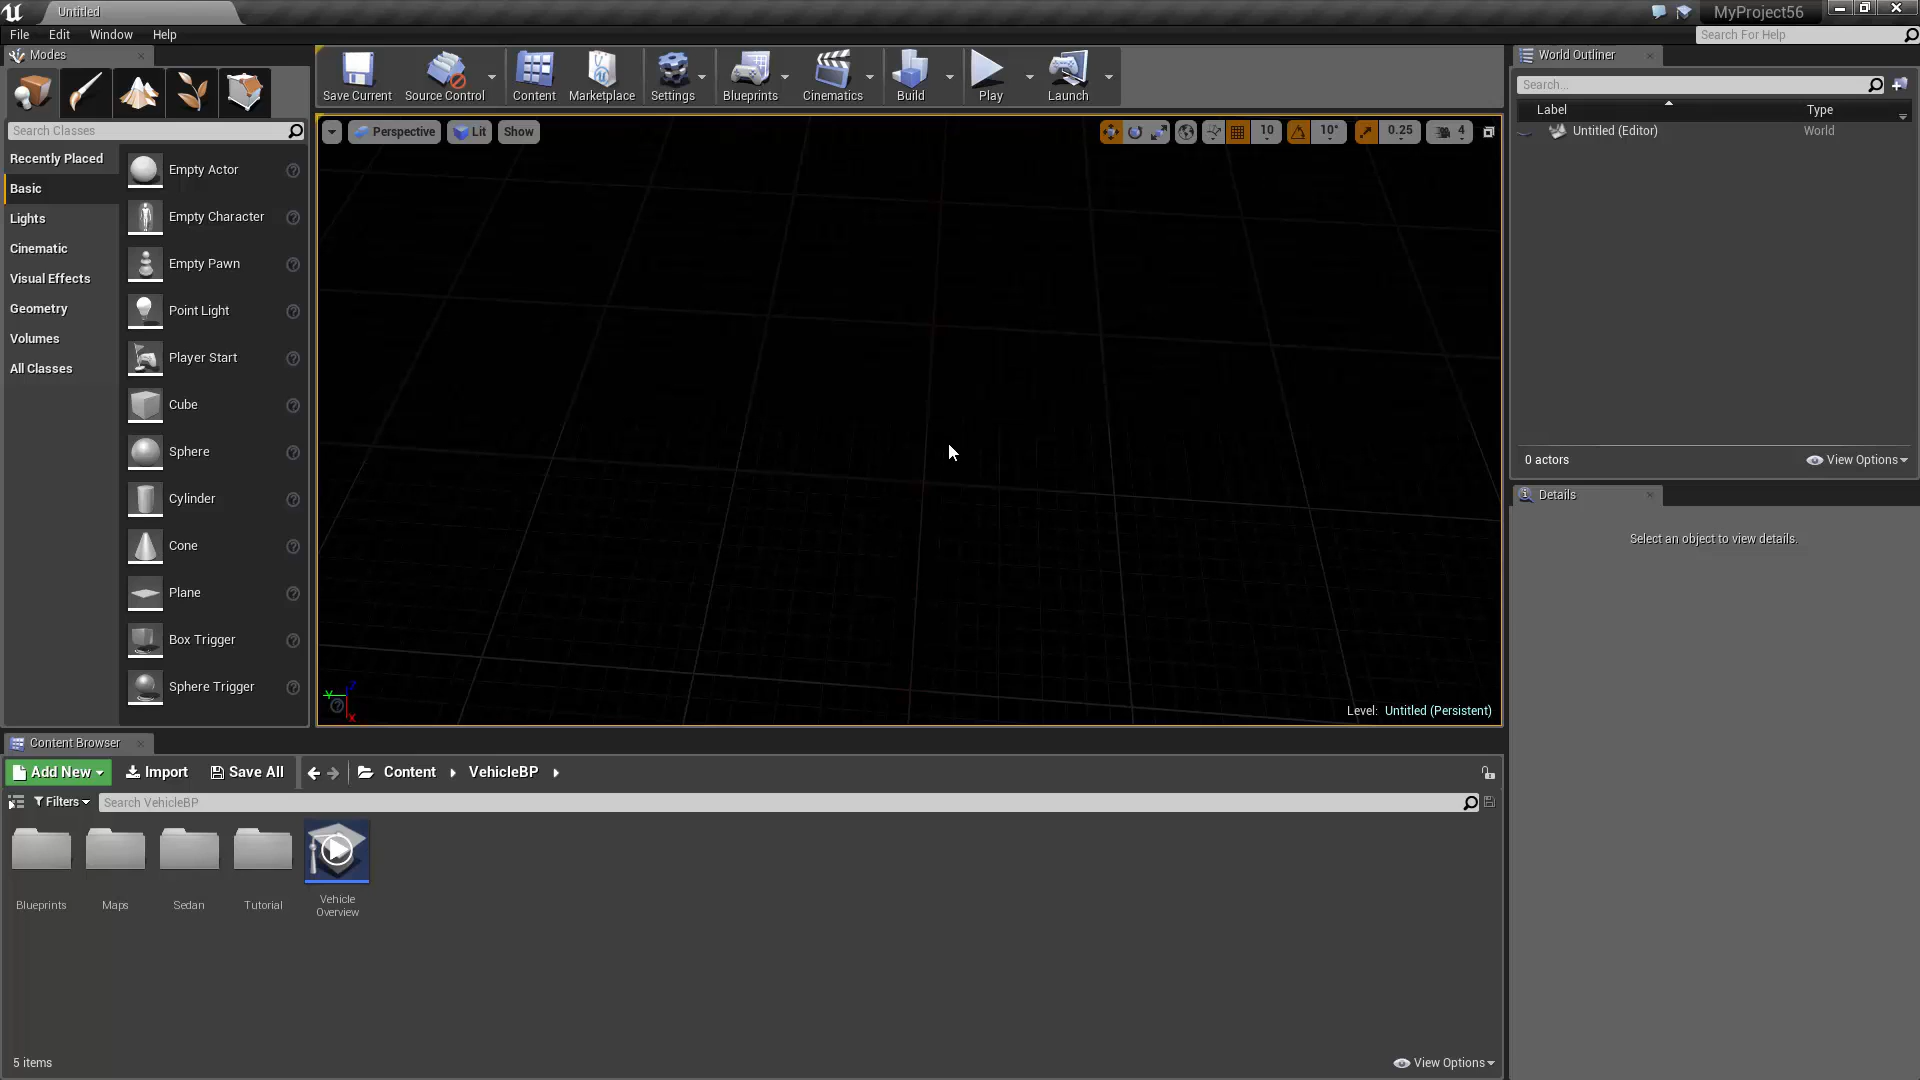 Untitled
MyProject56
File Edit Window Help
Search For Help
Modes
Save Current
Source Control
Content
Marketplace
Settings
Blueprints
Cinematics
Build
Play
Launch
World Outliner
Search...
Label Type
Untitled (Editor) World
0 actors
View Options
Details
Select an object to view details.
Search Classes
Recently Placed
Basic
Lights
Cinematic
Visual Effects
Geometry
Volumes
All Classes
Empty Actor
Empty Character
Empty Pawn
Point Light
Player Start
Cube
Sphere
Cylinder
Cone
Plane
Box Trigger
Sphere Trigger
Perspective Lit Show
10 10° 0.25 4
Y Z
X
Level: Untitled (Persistent)
Content Browser
Add New Import Save All Content VehicleBP
Filters Search VehicleBP
Blueprints
Maps
Sedan
Tutorial
Vehicle
Overview
5 items
View Options